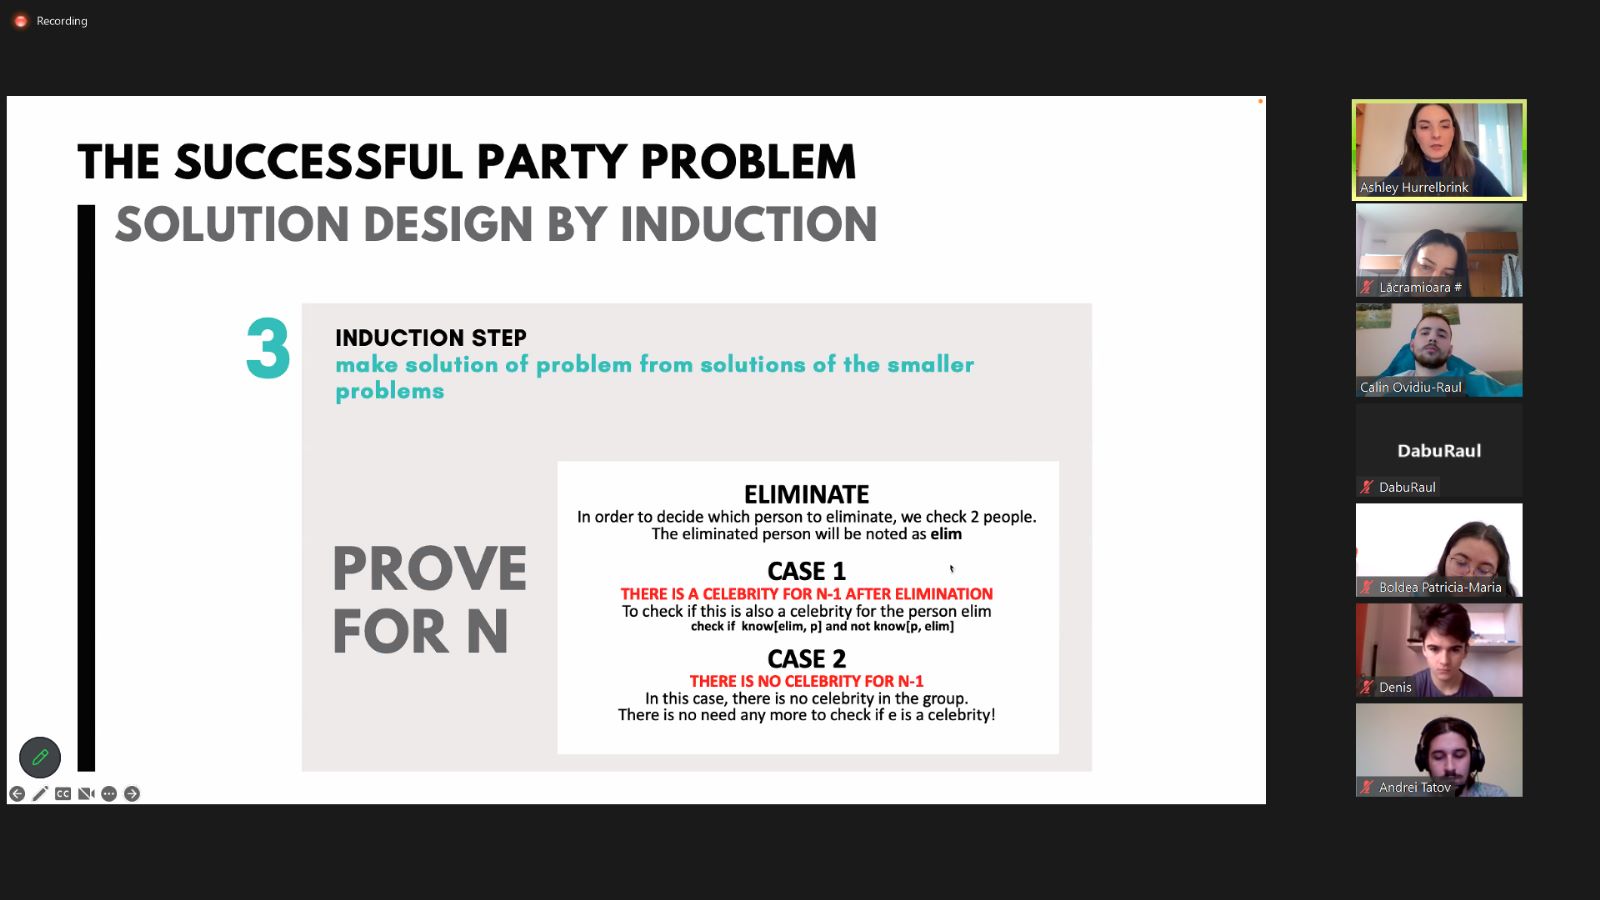 Recording
THE SUCCESSFUL PARTY PROBLEM
SOLUTION DESIGN BY INDUCTION
3
INDUCTION STEP
make solution of problem from solutions of the smaller
problems
PROVE
FOR N
ELIMINATE
In order to decide which person to eliminate, we check 2 people.
The eliminated person will be noted as elim
CASE 1
THERE IS A CELEBRITY FOR N-1 AFTER ELIMINATION
To check if this is also a celebrity for the person elim
check if know[elim, p] and not know[p, elim]
CASE 2
THERE IS NO CELEBRITY FOR N-1
In this case, there is no celebrity in the group.
There is no need any more to check if e is a celebrity!
CC
Ashley Hurrelbrink
Lăcramioara #
Calin Ovidiu-Raul
DabuRaul
DabuRaul
Boldea Patricia-Maria
Denis
Andrei Tatov